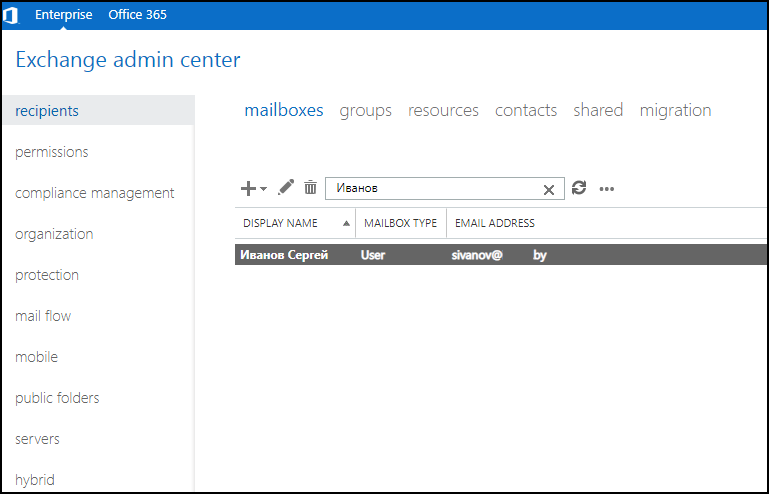 Enterprise Office 365
Exchange admin center
recipients
permissions
compliance management
organization
protection
mail flow
mobile
public folders
servers
hybrid
mailboxes groups resources contacts shared migration
Иванов
DISPLAY NAME MAILBOX TYPE EMAIL ADDRESS
Иванов Сергей User sivanov@ by